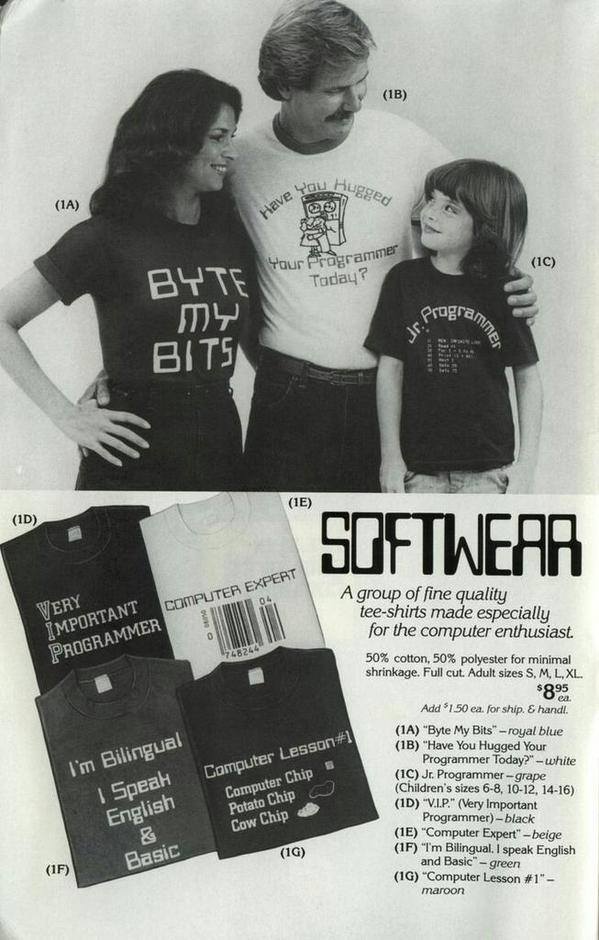 (1B)
(1A)
(1C)
Have You Hugged
Your Programmer
Today?
BYTE
MY
BITS
Jr. Programmer
(1D)
(1E)
VERY
IMPORTANT
PROGRAMMER
COMPUTER EXPERT
04
0
748244
I'm Bilingual
I Speak
English
&
Basic
Computer Lesson #1
Computer Chip
Potato Chip
Cow Chip
(1F)
(1G)
SOFTWEAR
A group of fine quality
tee-shirts made especially
for the computer enthusiast.
50% cotton, 50% polyester for minimal
shrinkage. Full cut. Adult sizes S, M, L, XL.
$8.95 ea.
Add $1.50 ea. for ship. & handl.
(1A) "Byte My Bits" – royal blue
(1B) "Have You Hugged Your
Programmer Today?" – white
(1C) Jr. Programmer – grape
(Children's sizes 6-8, 10-12, 14-16)
(1D) "V.I.P." (Very Important
Programmer) – black
(1E) "Computer Expert" – beige
(1F) "I'm Bilingual. I speak English
and Basic" – green
(1G) "Computer Lesson #1" –
maroon